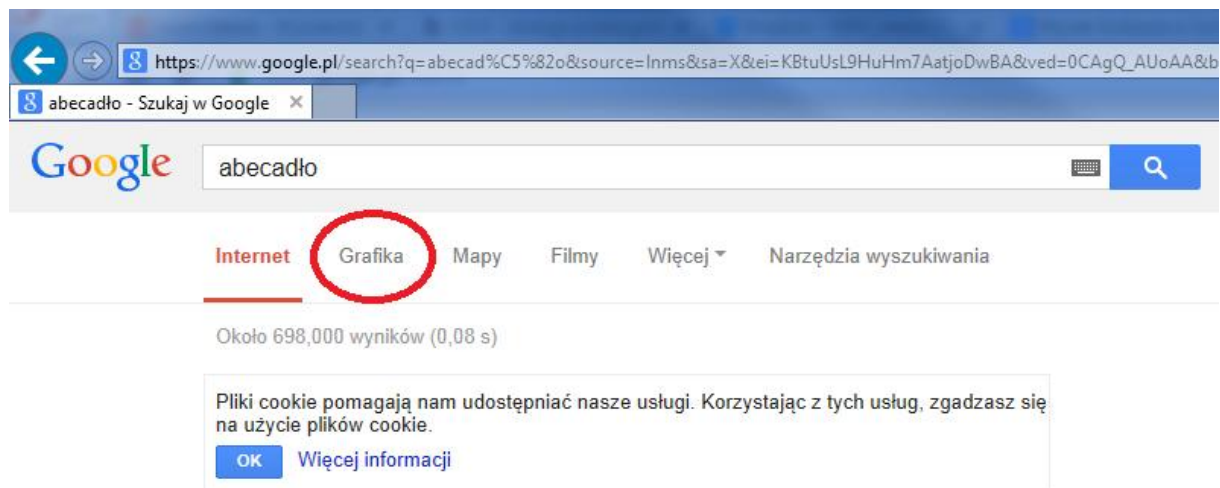 https://www.google.pl/search?q=abecad%C5%82o&source=lnms&sa=X&ei=KBtuUsL9HuHm7AatjoDwBA&ved=0CAgQ_AUoAA&b
abecadło - Szukaj w Google
Google abecadło
Internet Grafika Mapy Filmy Więcej Narzędzia wyszukiwania
Około 698,000 wyników (0,08 s)
Pliki cookie pomagają nam udostępniać nasze usługi. Korzystając z tych usług, zgadzasz się
na użycie plików cookie.
OK Więcej informacji